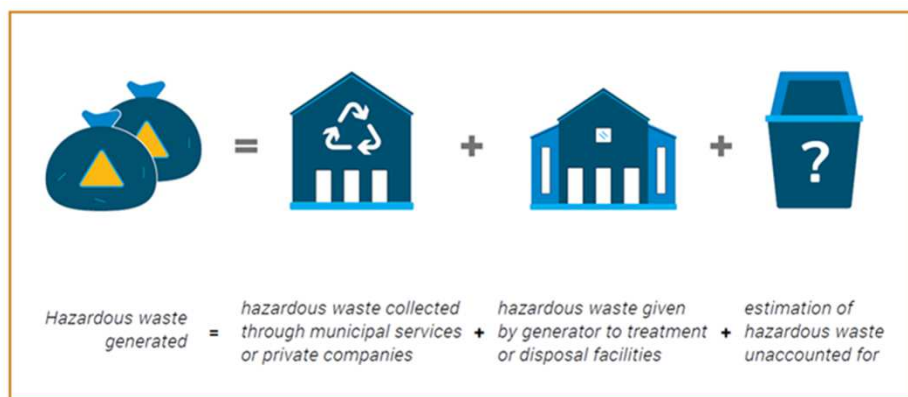 ?
Hazardous waste
generated
=
hazardous waste collected
through municipal services
or private companies
+
hazardous waste given
by generator to treatment
or disposal facilities
+
estimation of
hazardous waste
unaccounted for